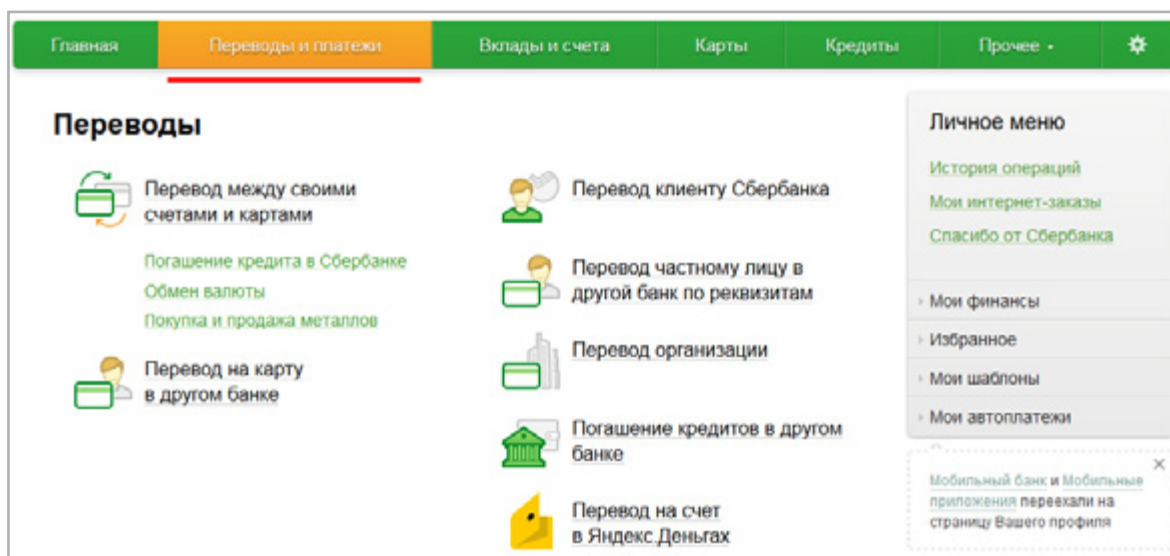 Главная Переводы и платежи Вклады и счета Карты Кредиты Прочее
Переводы
Перевод между своими
счетами и картами
Погашение кредита в Сбербанке
Обмен валюты
Покупка и продажа металлов
Перевод на карту
в другом банке
Перевод клиенту Сбербанка
Перевод частному лицу в
другой банк по реквизитам
Перевод организации
Погашение кредитов в другом
банке
Перевод на счет
в Яндекс.Деньгах
Личное меню
История операций
Мои интернет-заказы
Спасибо от Сбербанка
Мои финансы
Избранное
Мои шаблоны
Мои автоплатежи
Мобильный банк и Мобильные
приложения переехали на
страницу Вашего профиля